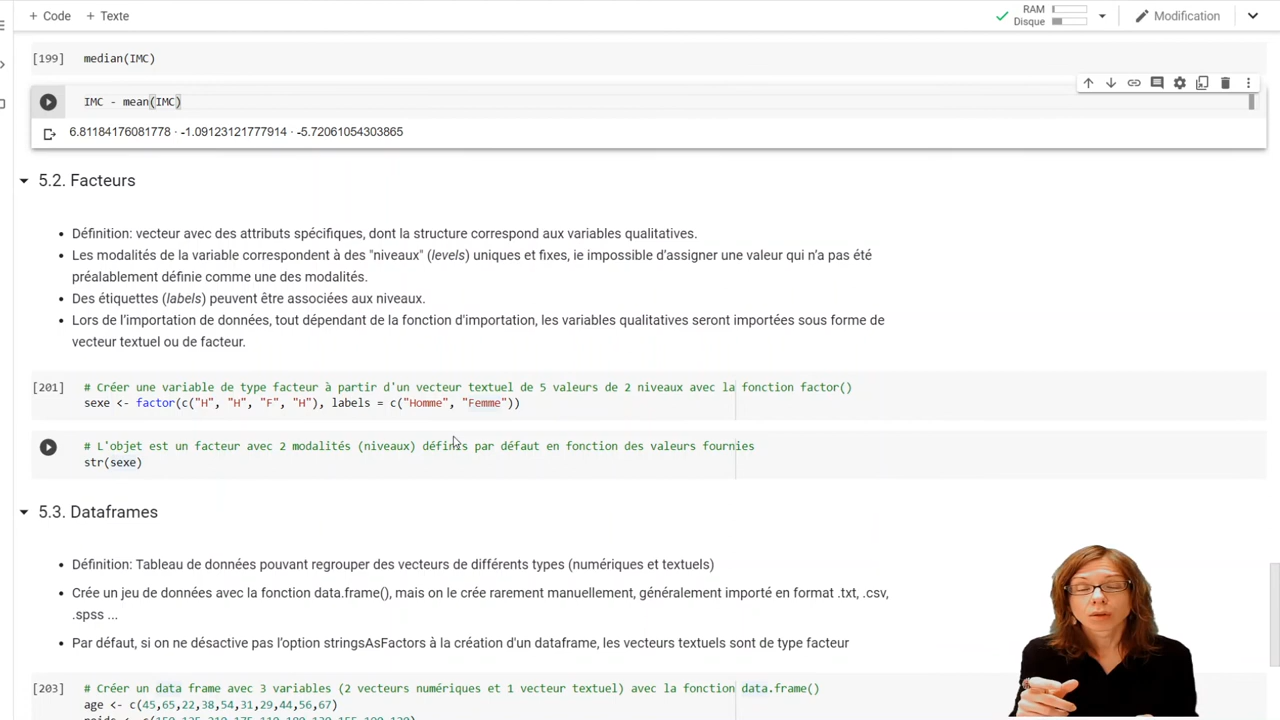 + Code + Texte
RAM
Disque
Modification
[199] median(IMC)
IMC - mean(IMC)
6.81184176081778 · -1.09123121777914 · -5.72061054303865
5.2. Facteurs
• Définition: vecteur avec des attributs spécifiques, dont la structure correspond aux variables qualitatives.
• Les modalités de la variable correspondent à des "niveaux" (levels) uniques et fixes, ie impossible d'assigner une valeur qui n'a pas été
préalablement définie comme une des modalités.
• Des étiquettes (labels) peuvent être associées aux niveaux.
• Lors de l'importation de données, tout dépendant de la fonction d'importation, les variables qualitatives seront importées sous forme de
vecteur textuel ou de facteur.
[201] # Créer une variable de type facteur à partir d'un vecteur textuel de 5 valeurs de 2 niveaux avec la fonction factor()
sexe <- factor(c("H", "H", "F", "H"), labels = c("Homme", "Femme"))
# L'objet est un facteur avec 2 modalités (niveaux) définis par défaut en fonction des valeurs fournies
str(sexe)
5.3. Dataframes
• Définition: Tableau de données pouvant regrouper des vecteurs de différents types (numériques et textuels)
• Crée un jeu de données avec la fonction data.frame(), mais on le crée rarement manuellement, généralement importé en format .txt, .csv,
.spss ...
• Par défaut, si on ne désactive pas l'option stringsAsFactors à la création d'un dataframe, les vecteurs textuels sont de type facteur
[203] # Créer un data frame avec 3 variables (2 vecteurs numériques et 1 vecteur textuel) avec la fonction data.frame()
age <- c(45,65,22,38,54,31,29,44,56,67)